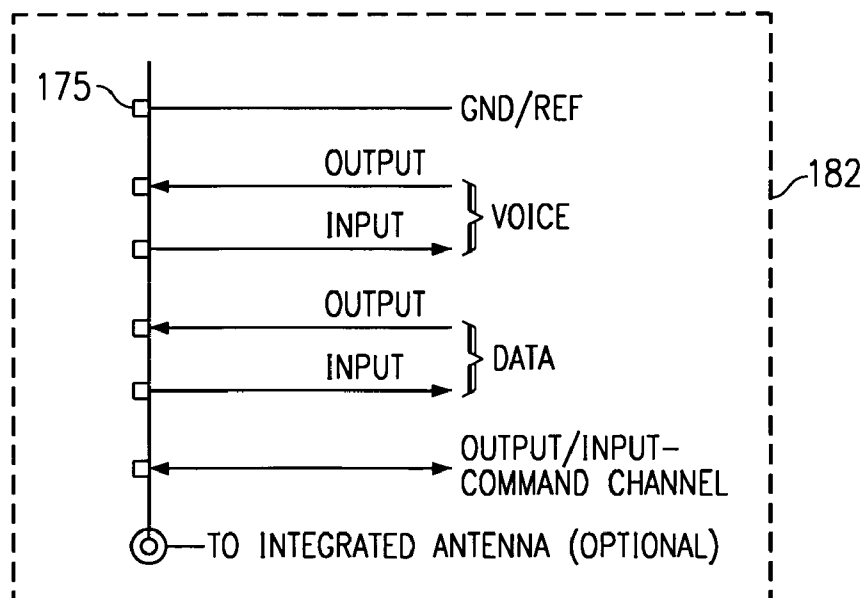 175
GND/REF
182
OUTPUT
VOICE
INPUT
OUTPUT
DATA
INPUT
OUTPUT/INPUT-
COMMAND CHANNEL
TO INTEGRATED ANTENNA (OPTIONAL)